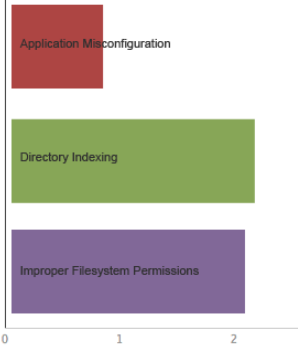 Application Misconfiguration
Directory Indexing
Improper Filesystem Permissions
0 1 2